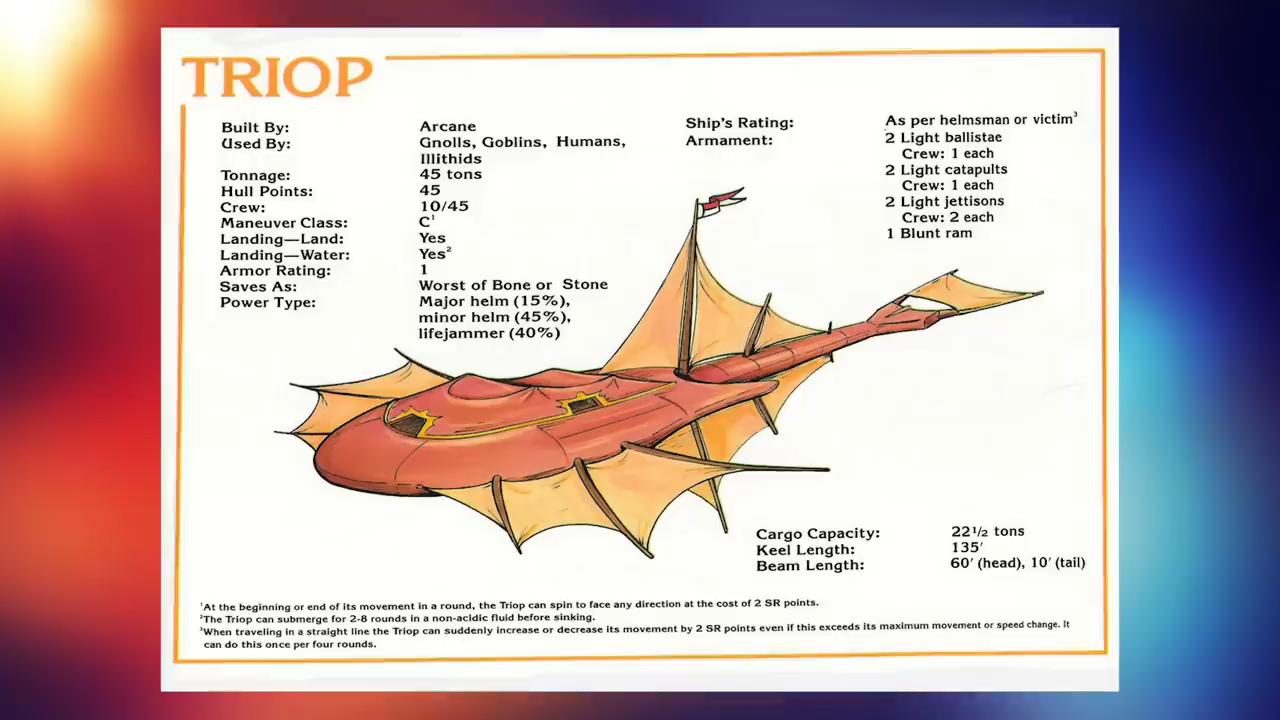 TRIOP
Built By: Arcane
Used By: Gnolls, Goblins, Humans,
Illithids
Tonnage: 45 tons
Hull Points: 45
Crew: 10/45
Maneuver Class: C¹
Landing—Land: Yes
Landing—Water: Yes²
Armor Rating: 1
Saves As: Worst of Bone or Stone
Power Type: Major helm (15%),
minor helm (45%),
lifejammer (40%)
Ship's Rating: As per helmsman or victim³
Armament: 2 Light ballistae
Crew: 1 each
2 Light catapults
Crew: 1 each
2 Light jettisons
Crew: 2 each
1 Blunt ram
Cargo Capacity: 22½ tons
Keel Length: 135′
Beam Length: 60′ (head), 10′ (tail)
¹At the beginning or end of its movement in a round, the Triop can spin to face any direction at the cost of 2 SR points.
²The Triop can submerge for 2-8 rounds in a non-acidic fluid before sinking.
³When traveling in a straight line the Triop can suddenly increase or decrease its movement by 2 SR points even if this exceeds its maximum movement or speed change. It
can do this once per four rounds.